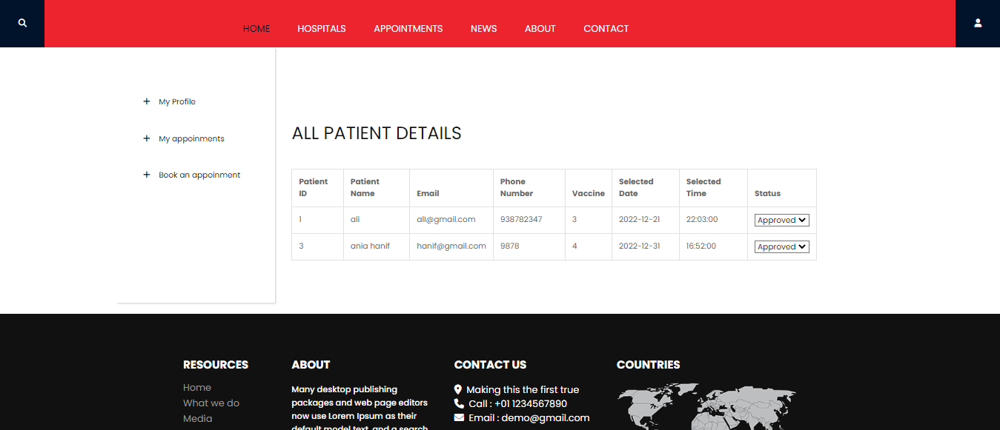 HOME HOSPITALS APPOINTMENTS NEWS ABOUT CONTACT
My Profile
My appoinments
Book an appoinment
ALL PATIENT DETAILS
Patient ID Patient Name Email Phone Number Vaccine Selected Date Selected Time Status
1 ali ali@gmail.com 938782347 3 2022-12-21 22:03:00 Approved
3 ania hanif hanif@gmail.com 9878 4 2022-12-31 16:52:00 Approved
RESOURCES
Home
What we do
Media
ABOUT
Many desktop publishing
packages and web page editors
now use Lorem Ipsum as their
default model text, and a search
CONTACT US
Making this the first true
Call : +01 1234567890
Email : demo@gmail.com
COUNTRIES